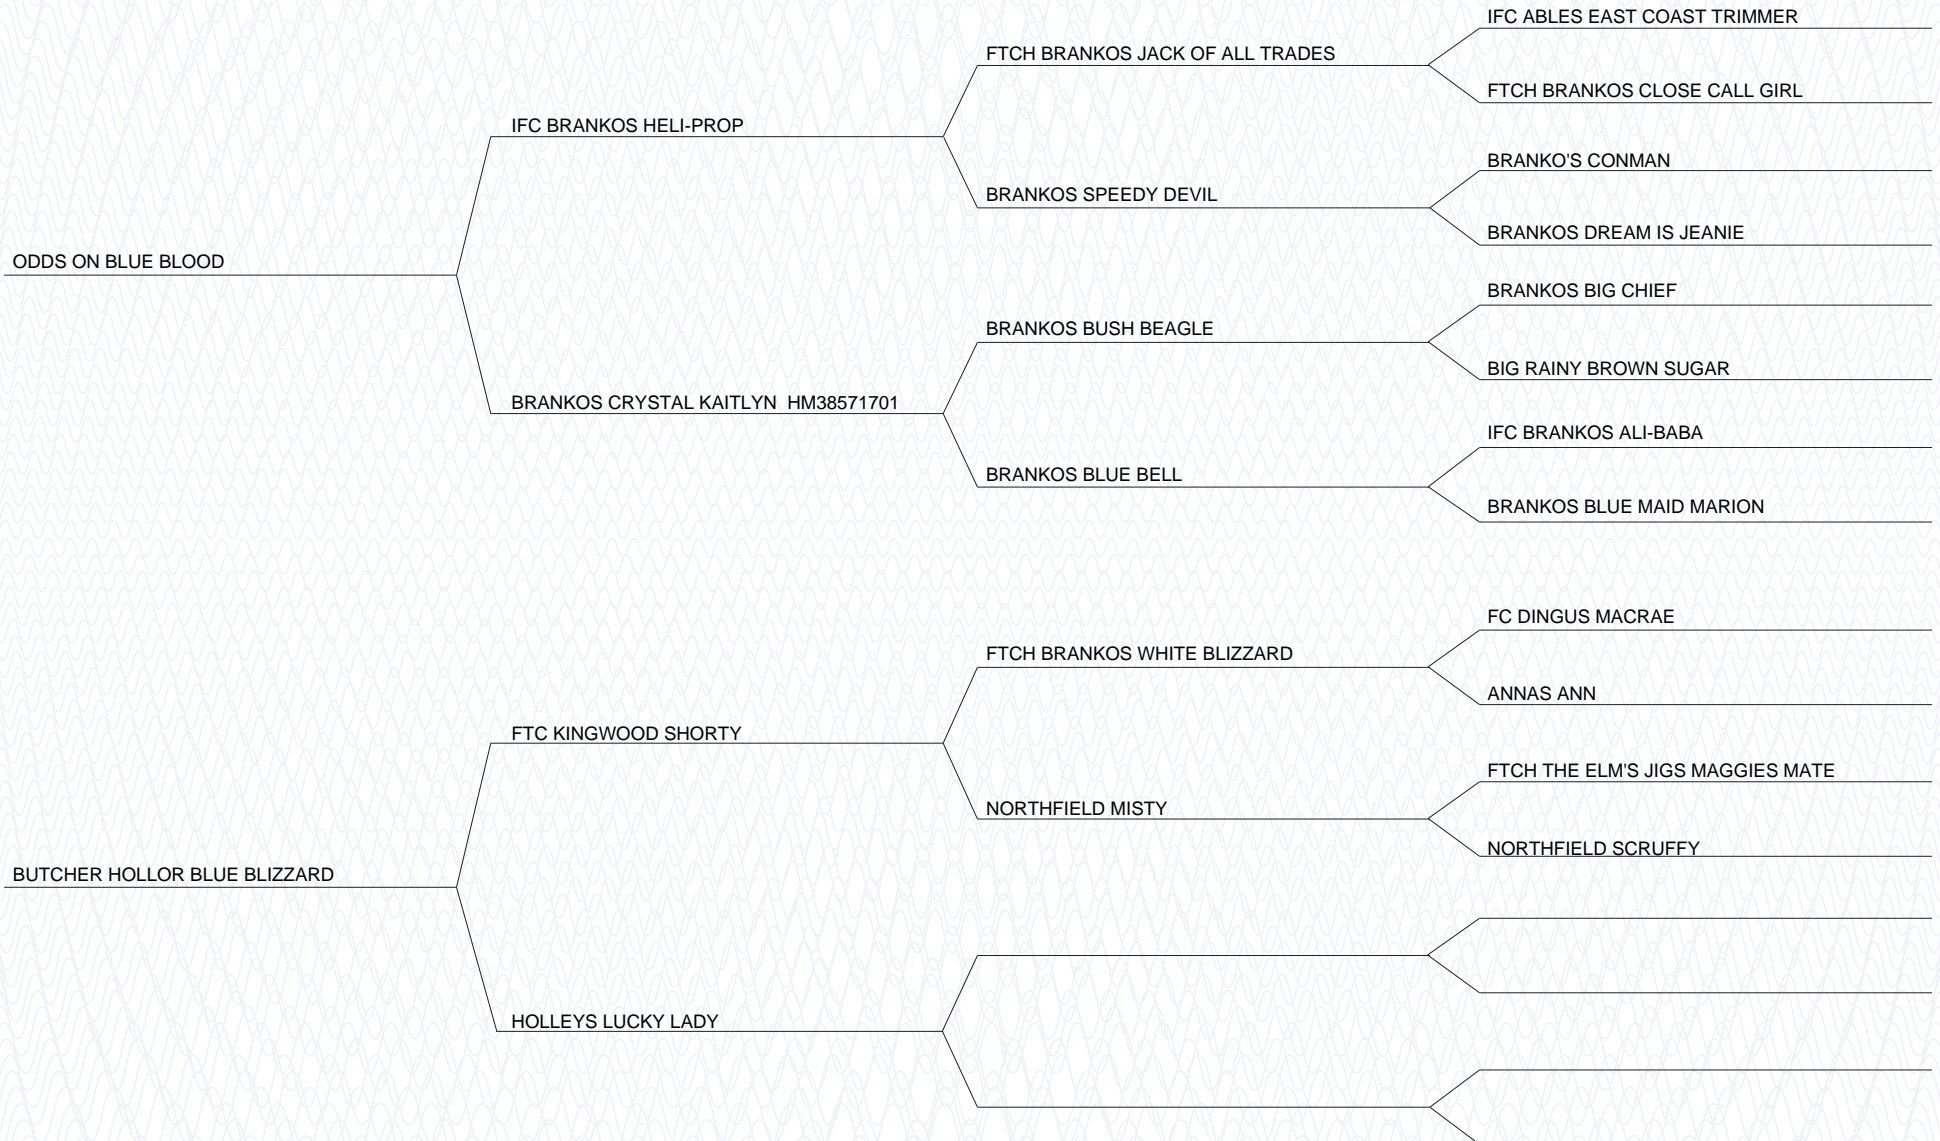 IFC ABLES EAST COAST TRIMMER
FTCH BRANKOS JACK OF ALL TRADES
FTCH BRANKOS CLOSE CALL GIRL
IFC BRANKOS HELI-PROP
BRANKO'S CONMAN
BRANKOS SPEEDY DEVIL
BRANKOS DREAM IS JEANIE
ODDS ON BLUE BLOOD
BRANKOS BIG CHIEF
BRANKOS BUSH BEAGLE
BIG RAINY BROWN SUGAR
BRANKOS CRYSTAL KAITLYN HM38571701
IFC BRANKOS ALI-BABA
BRANKOS BLUE BELL
BRANKOS BLUE MAID MARION
FC DINGUS MACRAE
FTCH BRANKOS WHITE BLIZZARD
ANNAS ANN
FTC KINGWOOD SHORTY
FTCH THE ELM'S JIGS MAGGIES MATE
NORTHFIELD MISTY
NORTHFIELD SCRUFFY
BUTCHER HOLLOR BLUE BLIZZARD
HOLLEYS LUCKY LADY